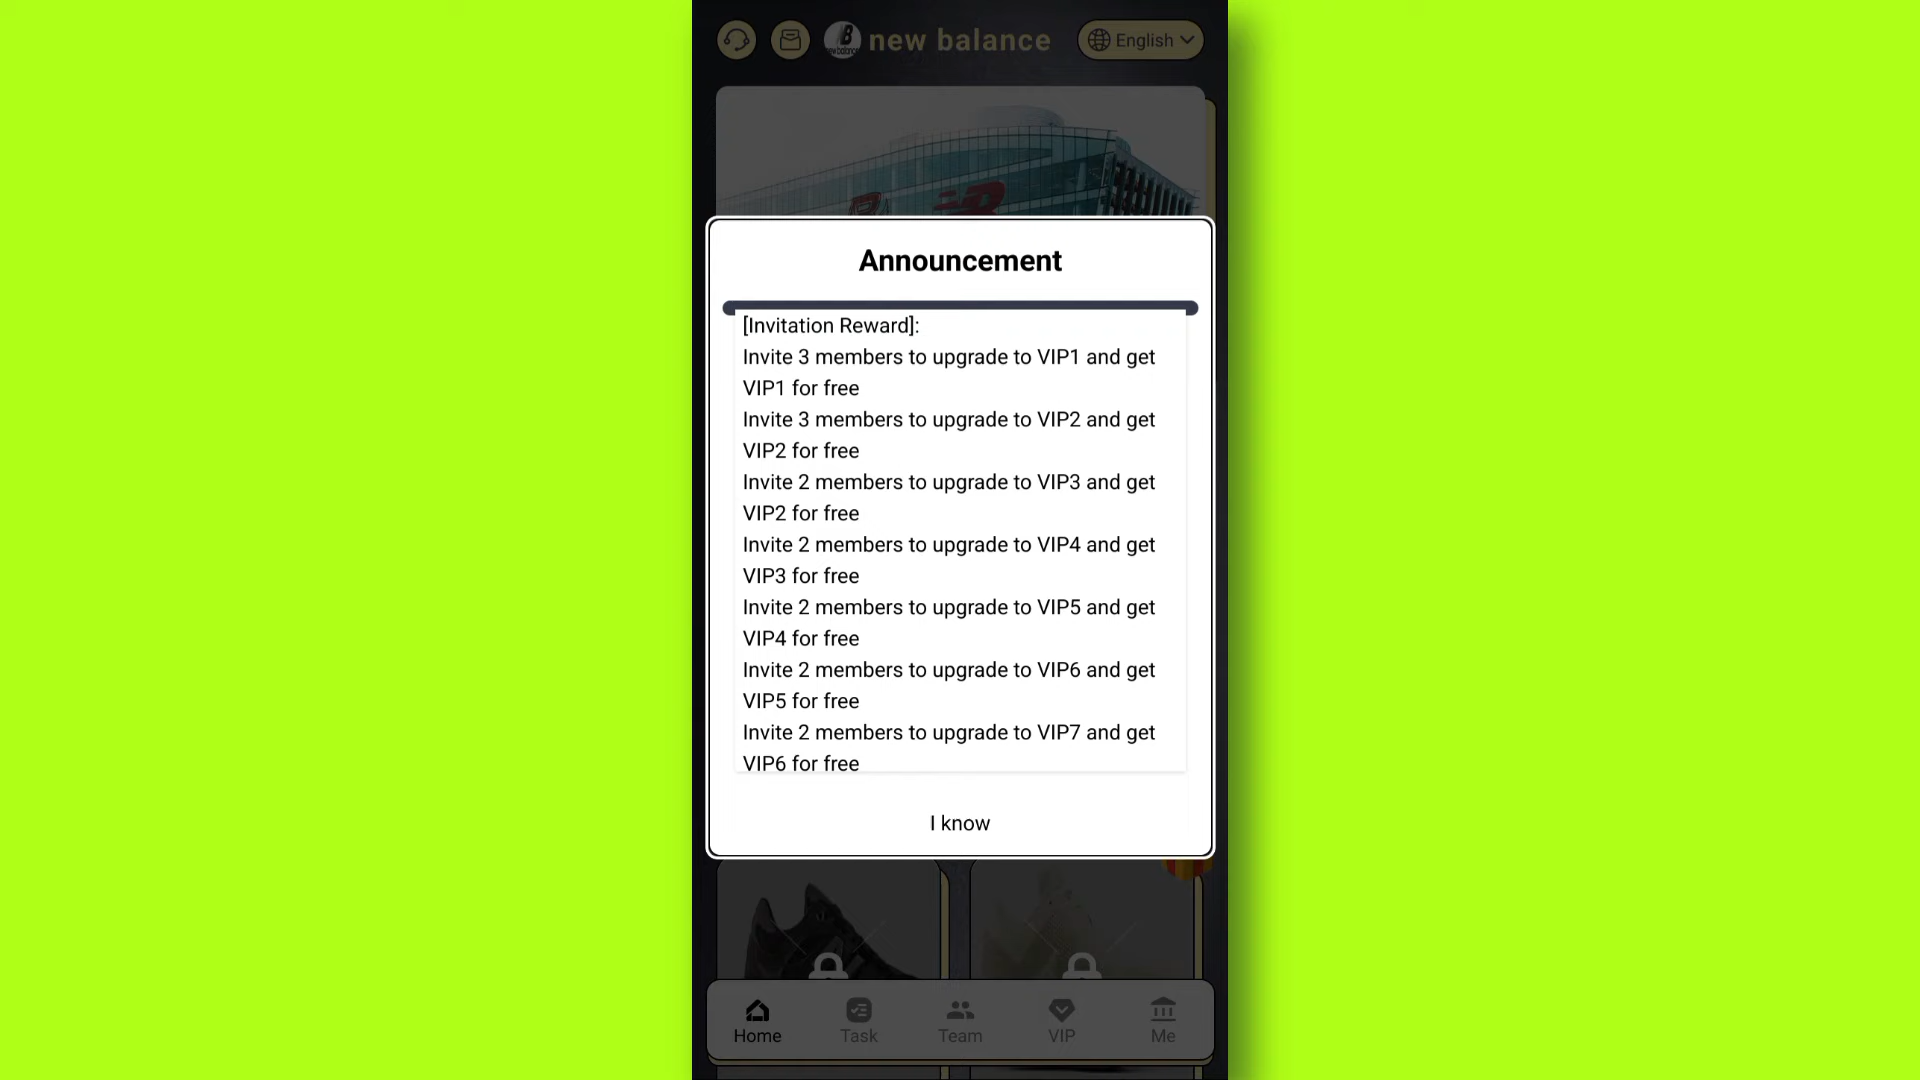 new balance
English
Announcement
[Invitation Reward]:
Invite 3 members to upgrade to VIP1 and get
VIP1 for free
Invite 3 members to upgrade to VIP2 and get
VIP2 for free
Invite 2 members to upgrade to VIP3 and get
VIP2 for free
Invite 2 members to upgrade to VIP4 and get
VIP3 for free
Invite 2 members to upgrade to VIP5 and get
VIP4 for free
Invite 2 members to upgrade to VIP6 and get
VIP5 for free
Invite 2 members to upgrade to VIP7 and get
VIP6 for free
I know
Home
Task
Team
VIP
Me